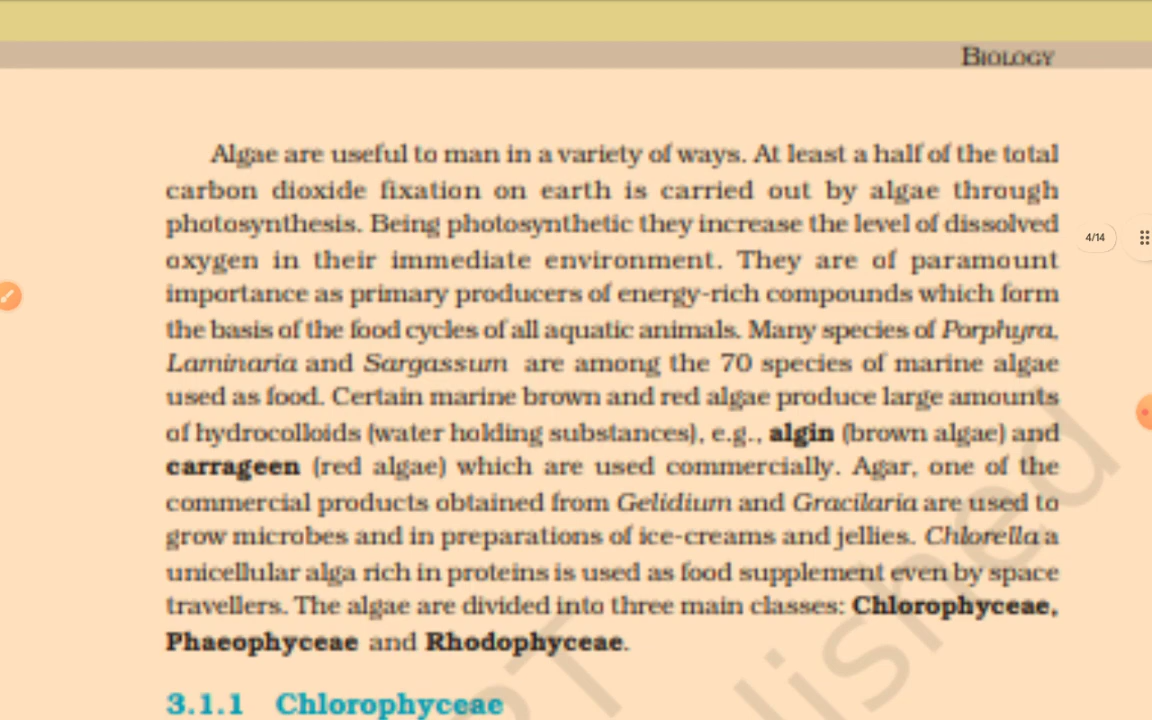 BIOLOGY
Algae are useful to man in a variety of ways. At least a half of the total
carbon dioxide fixation on earth is carried out by algae through
photosynthesis. Being photosynthetic they increase the level of dissolved
oxygen in their immediate environment. They are of paramount
importance as primary producers of energy-rich compounds which form
the basis of the food cycles of all aquatic animals. Many species of Porphyra,
Laminaria and Sargassum are among the 70 species of marine algae
used as food. Certain marine brown and red algae produce large amounts
of hydrocolloids (water holding substances), e.g., algin (brown algae) and
carrageen (red algae) which are used commercially. Agar, one of the
commercial products obtained from Gelidium and Gracilaria are used to
grow microbes and in preparations of ice-creams and jellies. Chlorella a
unicellular alga rich in proteins is used as food supplement even by space
travellers. The algae are divided into three main classes: Chlorophyceae,
Phaeophyceae and Rhodophyceae.
3.1.1 Chlorophyceae
4/14